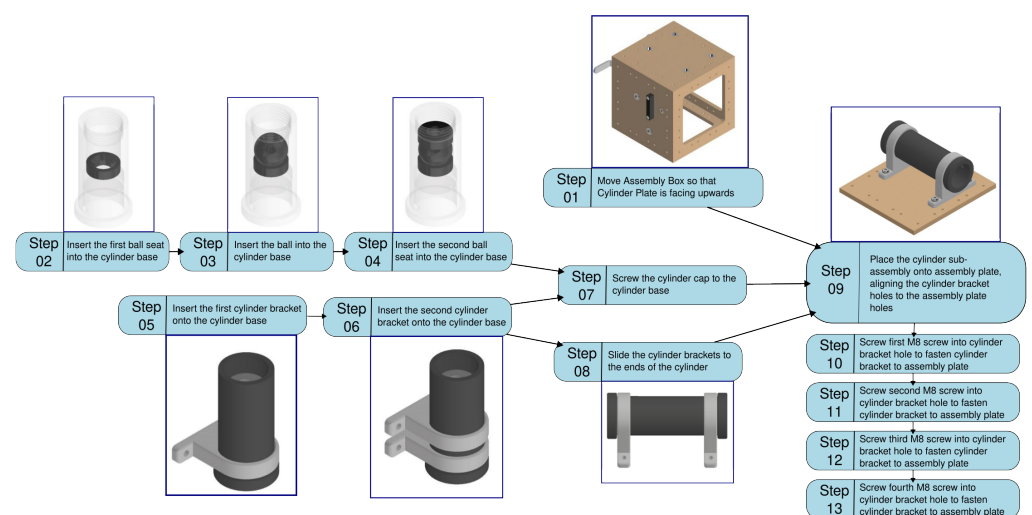 Step 01
Move Assembly Box so that
Cylinder Plate is facing upwards
Step 02
Insert the first ball seat
into the cylinder base
Step 03
Insert the ball into the
cylinder base
Step 04
Insert the second ball
seat into the cylinder base
Step 05
Insert the first cylinder bracket
onto the cylinder base
Step 06
Insert the second cylinder
bracket onto the cylinder base
Step 07
Screw the cylinder cap to the
cylinder base
Step 08
Slide the cylinder brackets to
the ends of the cylinder
Step 09
Place the cylinder sub-
assembly onto assembly plate,
aligning the cylinder bracket
holes to the assembly plate
holes
Step 10
Screw first M8 screw into cylinder
bracket hole to fasten cylinder
bracket to assembly plate
Step 11
Screw second M8 screw into
cylinder bracket hole to fasten
cylinder bracket to assembly plate
Step 12
Screw third M8 screw into cylinder
bracket hole to fasten cylinder
bracket to assembly plate
Step 13
Screw fourth M8 screw into
cylinder bracket hole to fasten
cylinder bracket to assembly plate